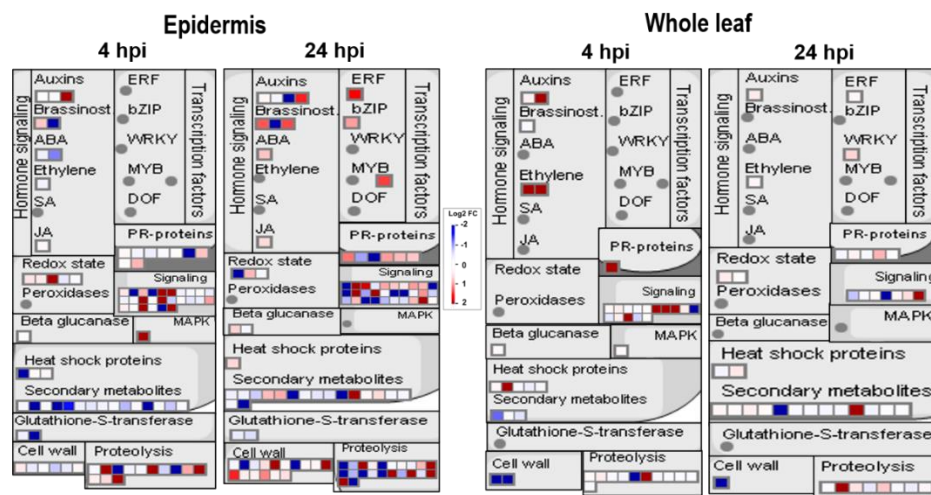 Epidermis
Whole leaf
4 hpi
24 hpi
4 hpi
24 hpi
Hormone signaling
Auxins
Brassinost.
ABA
Ethylene
SA
JA
ERF
bZIP
WRKY
MYB
DOF
Transcription factors
PR-proteins
Redox state
Signaling
Peroxidases
Beta glucanase
MAPK
Heat shock proteins
Secondary metabolites
Glutathione-S-transferase
Cell wall
Proteolysis
Hormone signaling
Auxins
Brassinost.
ABA
Ethylene
SA
JA
ERF
bZIP
WRKY
MYB
DOF
Transcription factors
PR-proteins
Redox state
Signaling
Peroxidases
Beta glucanase
MAPK
Heat shock proteins
Secondary metabolites
Glutathione-S-transferase
Cell wall
Proteolysis
Log2 FC
-2
-1
0
1
2
Hormone signaling
Auxins
Brassinost.
ABA
Ethylene
SA
JA
ERF
bZIP
WRKY
MYB
DOF
Transcription factors
PR-proteins
Redox state
Signaling
Peroxidases
Beta glucanase
MAPK
Heat shock proteins
Secondary metabolites
Glutathione-S-transferase
Cell wall
Proteolysis
Hormone signaling
Auxins
Brassinost.
ABA
Ethylene
SA
JA
ERF
bZIP
WRKY
MYB
DOF
Transcription factors
PR-proteins
Redox state
Signaling
Peroxidases
Beta glucanase
MAPK
Heat shock proteins
Secondary metabolites
Glutathione-S-transferase
Cell wall
Proteolysis